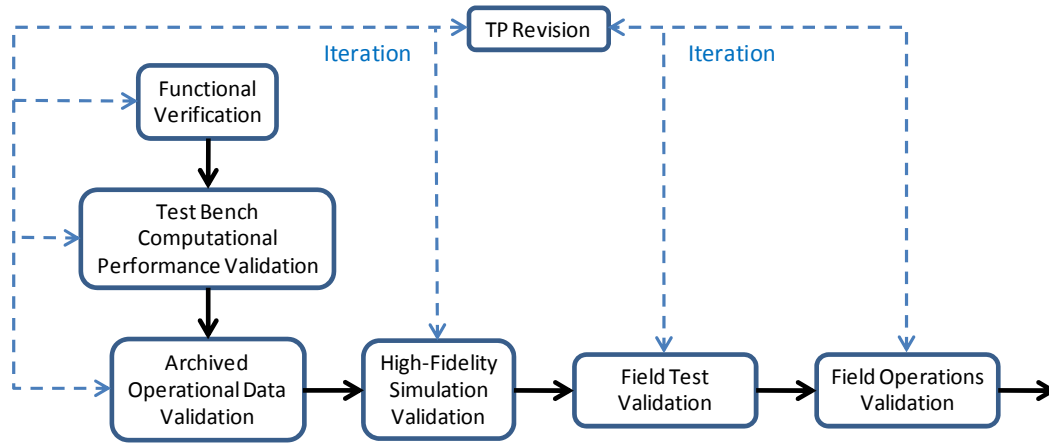 TP Revision
Iteration
Iteration
Functional
Verification
Test Bench
Computational
Performance Validation
Archived
Operational Data
Validation
High-Fidelity
Simulation
Validation
Field Test
Validation
Field Operations
Validation